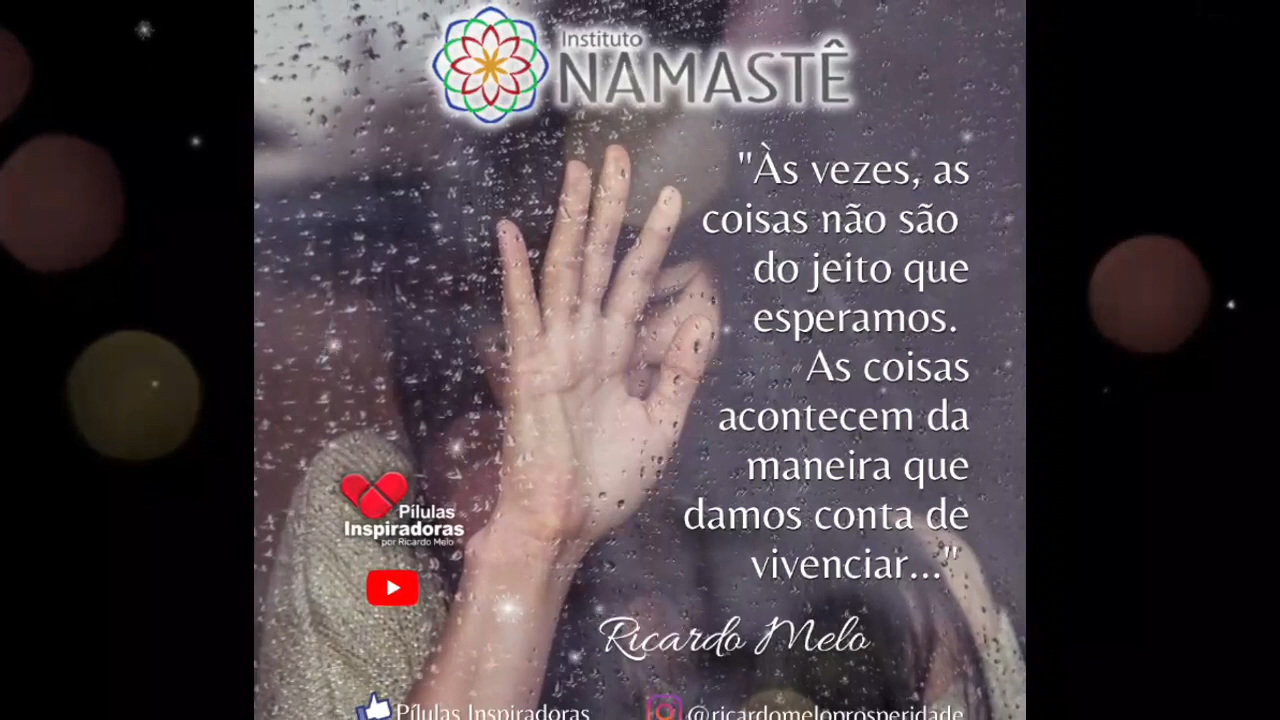 Instituto
NAMASTÊ
"Às vezes, as
coisas não são
do jeito que
esperamos.
As coisas
acontecem da
maneira que
damos conta de
vivenciar..."
Pílulas
Inspiradoras
por Ricardo Melo
Ricardo Melo
Pílulas Inspiradoras
@ricardomeloprosperidade